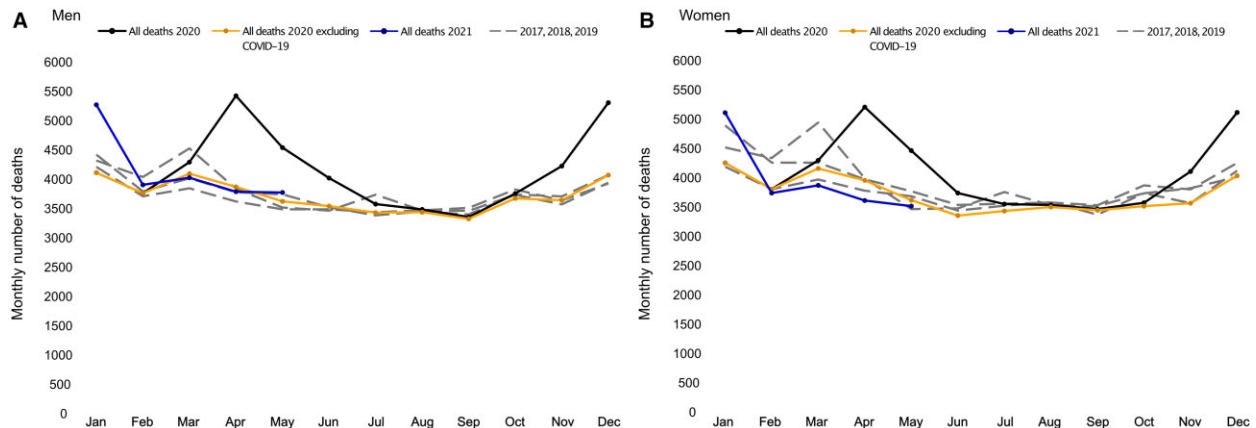 A Men
All deaths 2020
All deaths 2020 excluding
COVID-19
All deaths 2021
2017, 2018, 2019
Monthly number of deaths
6000
5500
5000
4500
4000
3500
3000
2500
2000
1500
1000
500
0
Jan Feb Mar Apr May Jun Jul Aug Sep Oct Nov Dec
B Women
All deaths 2020
All deaths 2020 excluding
COVID-19
All deaths 2021
2017, 2018, 2019
Monthly number of deaths
6000
5500
5000
4500
4000
3500
3000
2500
2000
1500
1000
500
0
Jan Feb Mar Apr May Jun Jul Aug Sep Oct Nov Dec